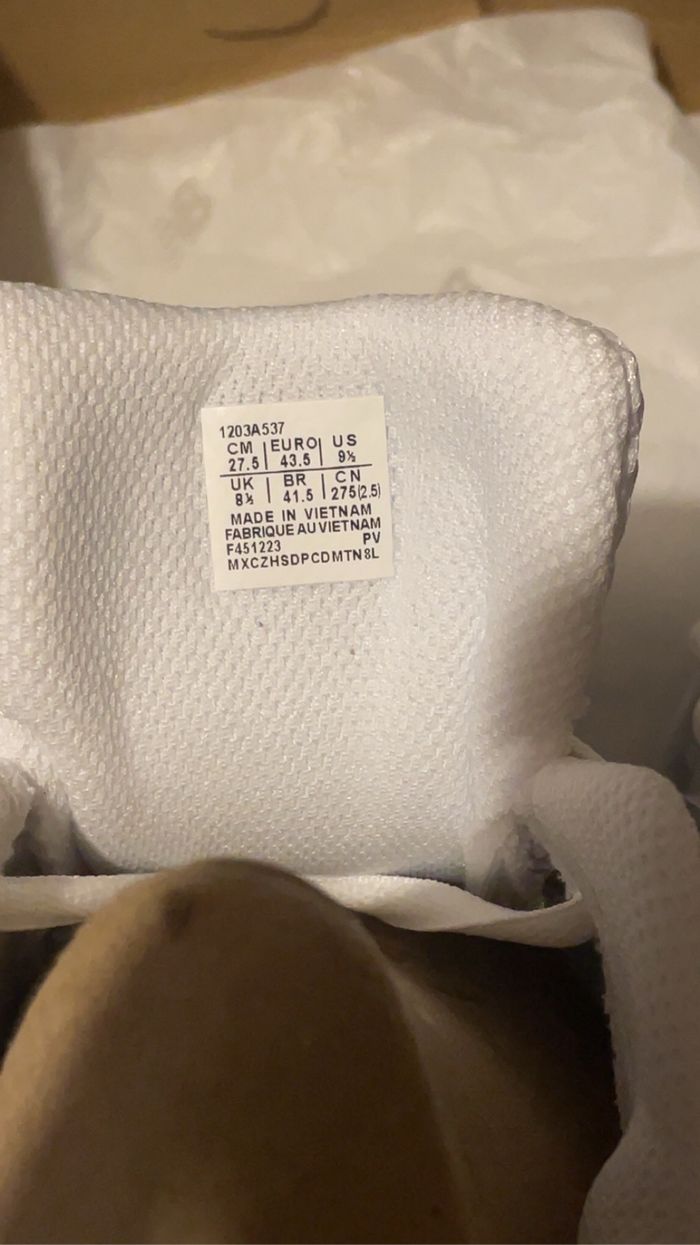 1203A537
CM | EURO | US
27.5 | 43.5 | 9½
UK | BR | CN
8½ | 41.5 | 275(2.5)
MADE IN VIETNAM
FABRIQUE AU VIETNAM
F451223 PV
MXCZHSDPCDMTN8L